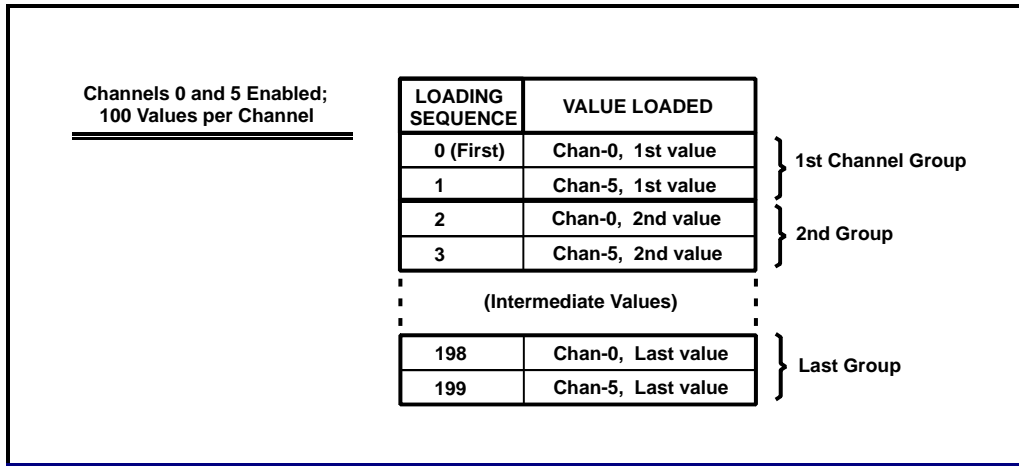 Channels 0 and 5 Enabled;
100 Values per Channel
LOADING
SEQUENCE
VALUE LOADED
0 (First)
Chan-0, 1st value
1
Chan-5, 1st value
1st Channel Group
2
Chan-0, 2nd value
3
Chan-5, 2nd value
2nd Group
(Intermediate Values)
198
Chan-0, Last value
199
Chan-5, Last value
Last Group